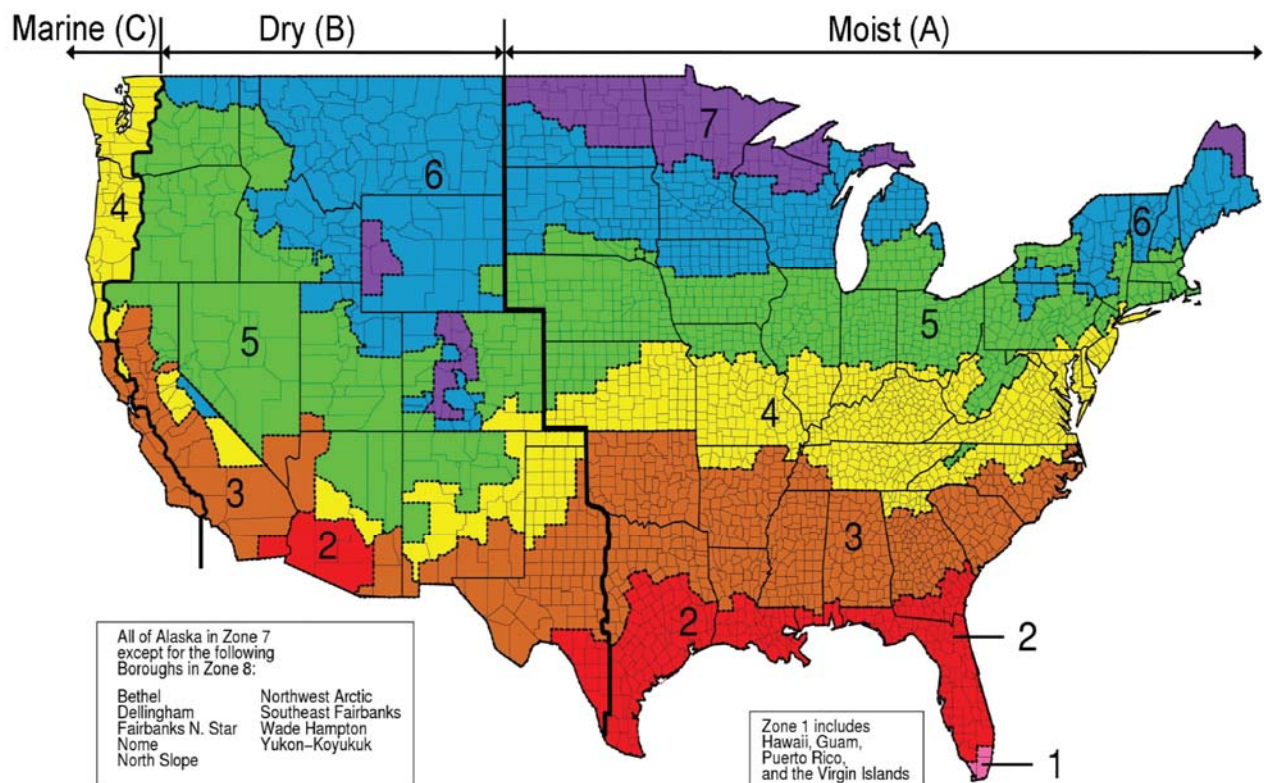 Marine (C)
Dry (B)
Moist (A)
7
6
4
6
5
5
4
3
3
2
2
2
1
All of Alaska in Zone 7
except for the following
Boroughs in Zone 8:
Bethel
Dellingham
Fairbanks N. Star
Nome
North Slope
Northwest Arctic
Southeast Fairbanks
Wade Hampton
Yukon-Koyukuk
Zone 1 includes
Hawaii, Guam,
Puerto Rico,
and the Virgin Islands